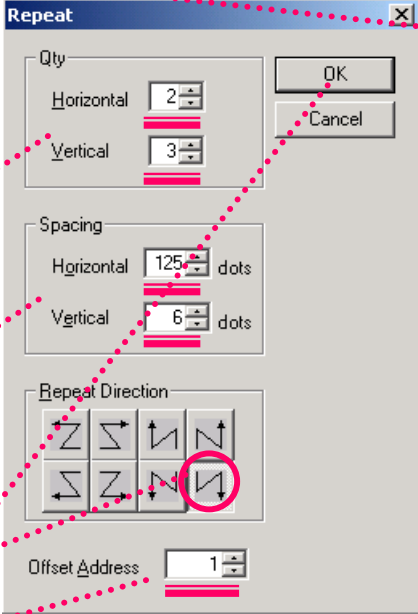 Repeat
Qty
Horizontal 2
Vertical 3
OK
Cancel
Spacing
Horizontal 125 dots
Vertical 6 dots
Repeat Direction
Offset Address 1